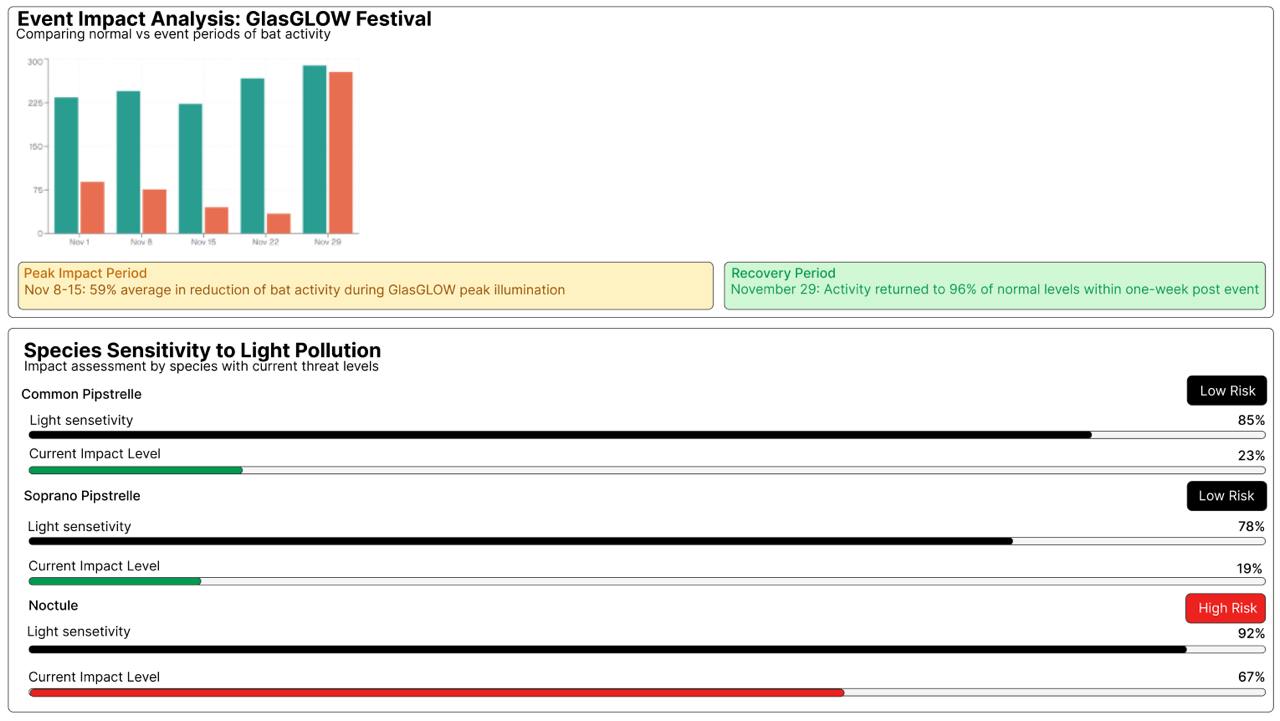 Event Impact Analysis: GlasGLOW Festival
Comparing normal vs event periods of bat activity
300
225
150
75
0
Nov 1 Nov 8 Nov 15 Nov 22 Nov 29
Peak Impact Period
Nov 8-15: 59% average in reduction of bat activity during GlasGLOW peak illumination
Recovery Period
November 29: Activity returned to 96% of normal levels within one-week post event
Species Sensitivity to Light Pollution
Impact assessment by species with current threat levels
Common Pipstrelle Low Risk
Light sensetivity 85%
Current Impact Level 23%
Soprano Pipstrelle Low Risk
Light sensetivity 78%
Current Impact Level 19%
Noctule High Risk
Light sensetivity 92%
Current Impact Level 67%